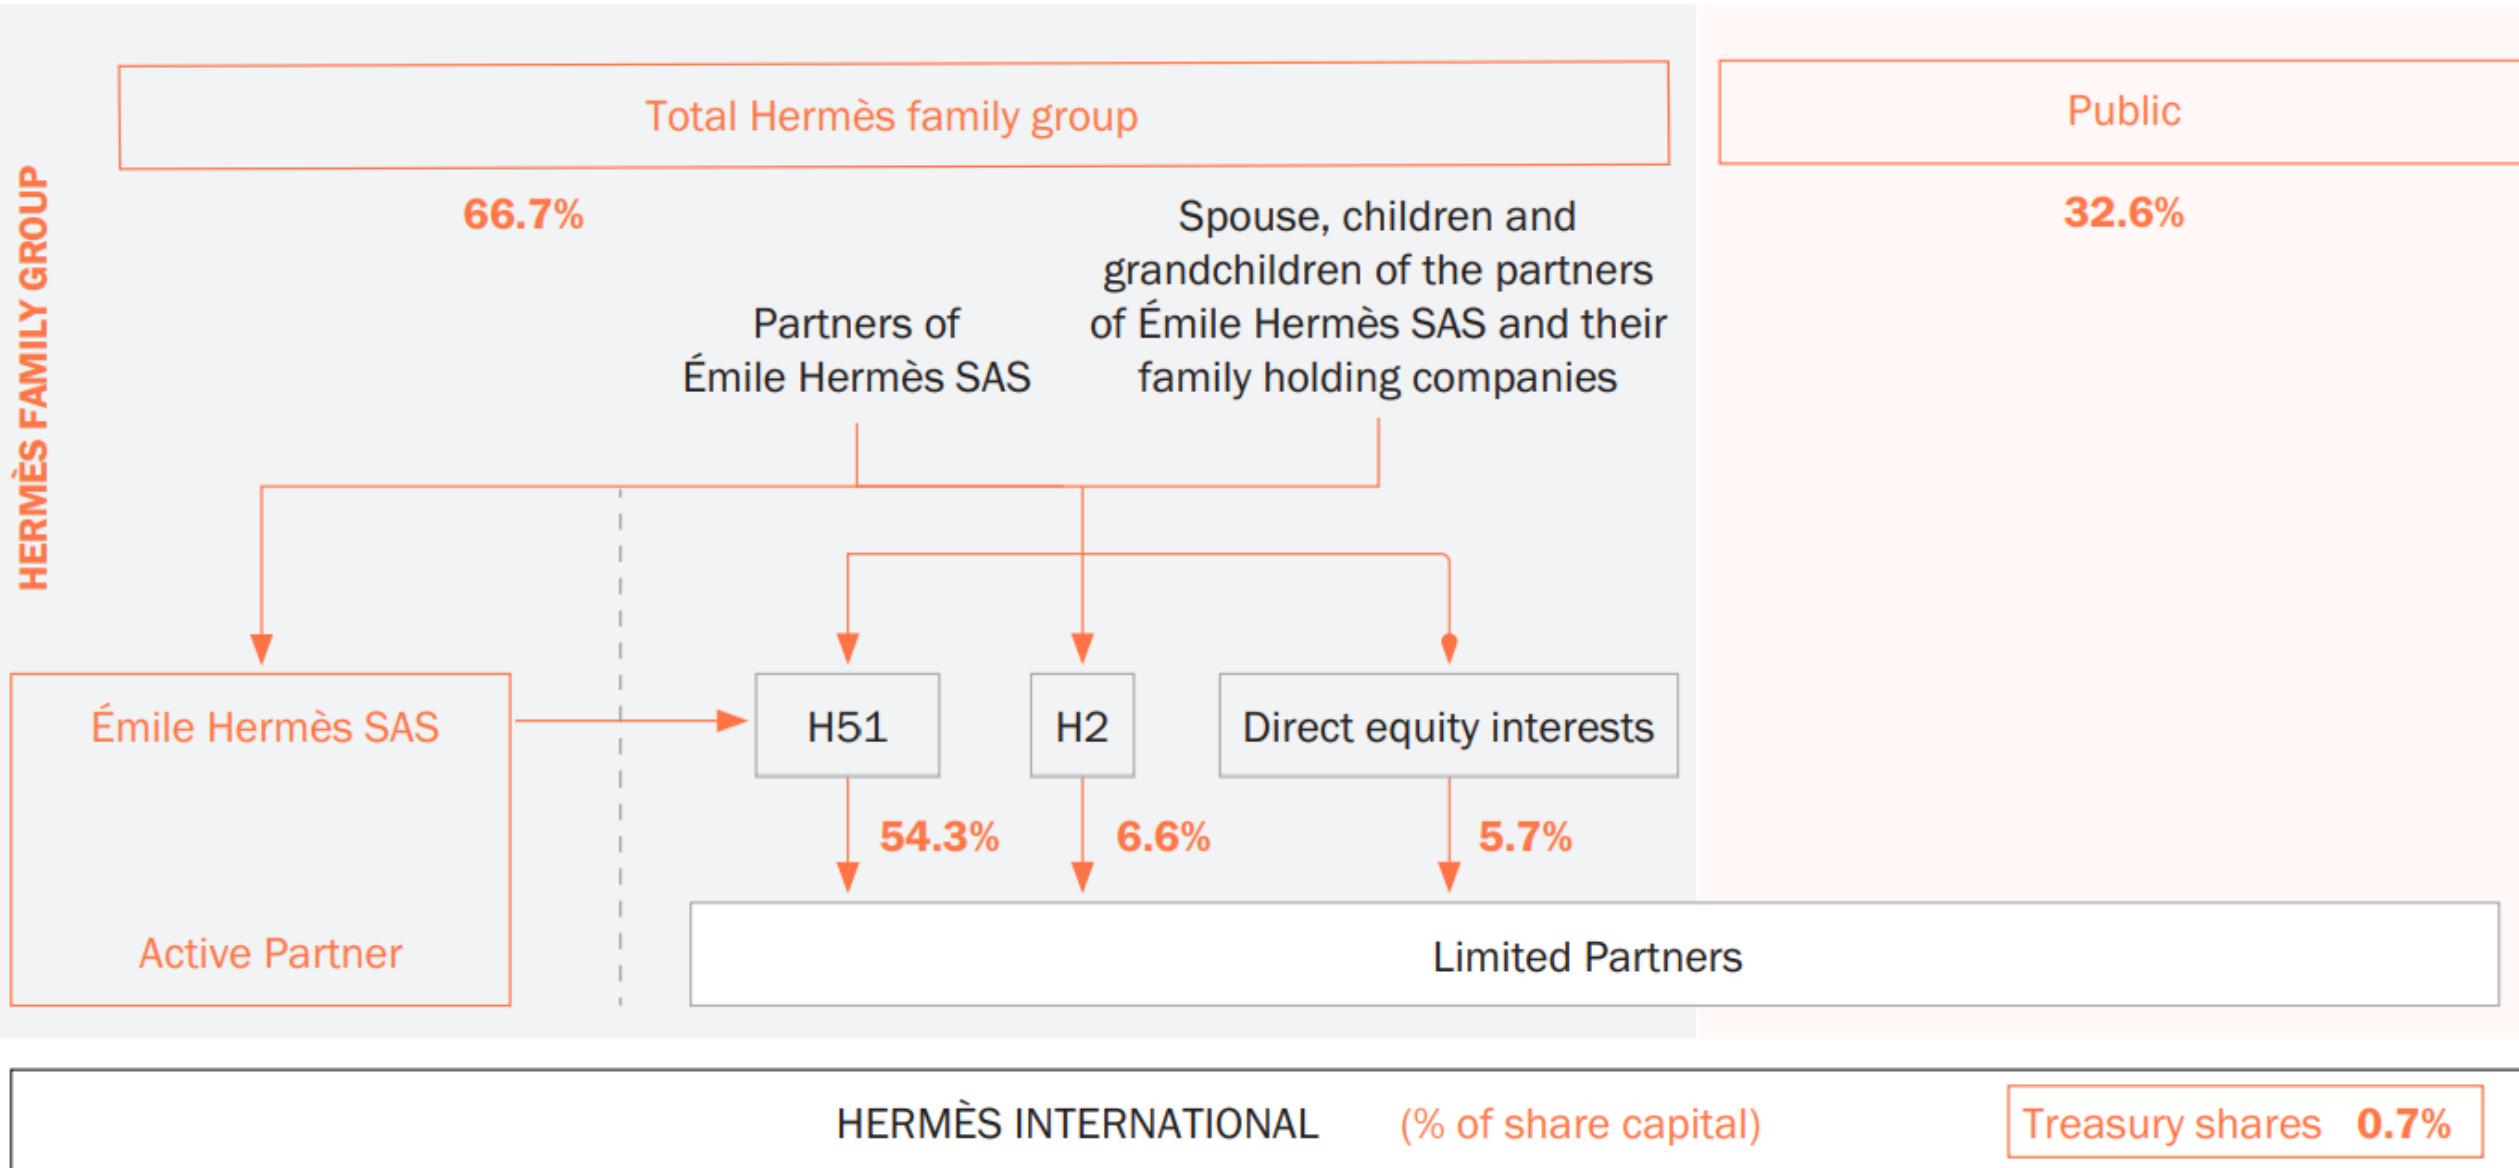 HERMÈS FAMILY GROUP
Total Hermès family group
Public
66.7%
32.6%
Partners of
Émile Hermès SAS
Spouse, children and
grandchildren of the partners
of Émile Hermès SAS and their
family holding companies
Émile Hermès SAS
Active Partner
H51
H2
Direct equity interests
54.3%
6.6%
5.7%
Limited Partners
HERMÈS INTERNATIONAL (% of share capital)
Treasury shares 0.7%